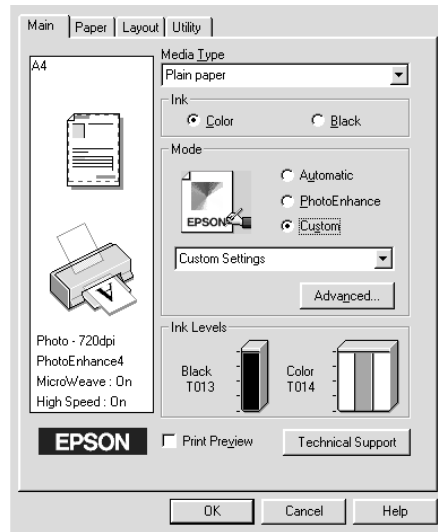 Main Paper Layout Utility
A4
Media Type
Plain paper
Ink
Color Black
Mode
EPSON
Automatic
PhotoEnhance
Custom
Custom Settings
Advanced...
A
Photo - 720dpi
PhotoEnhance4
MicroWeave : On
High Speed : On
Ink Levels
Black
T013
Color
T014
EPSON
Print Preview
Technical Support
OK Cancel Help